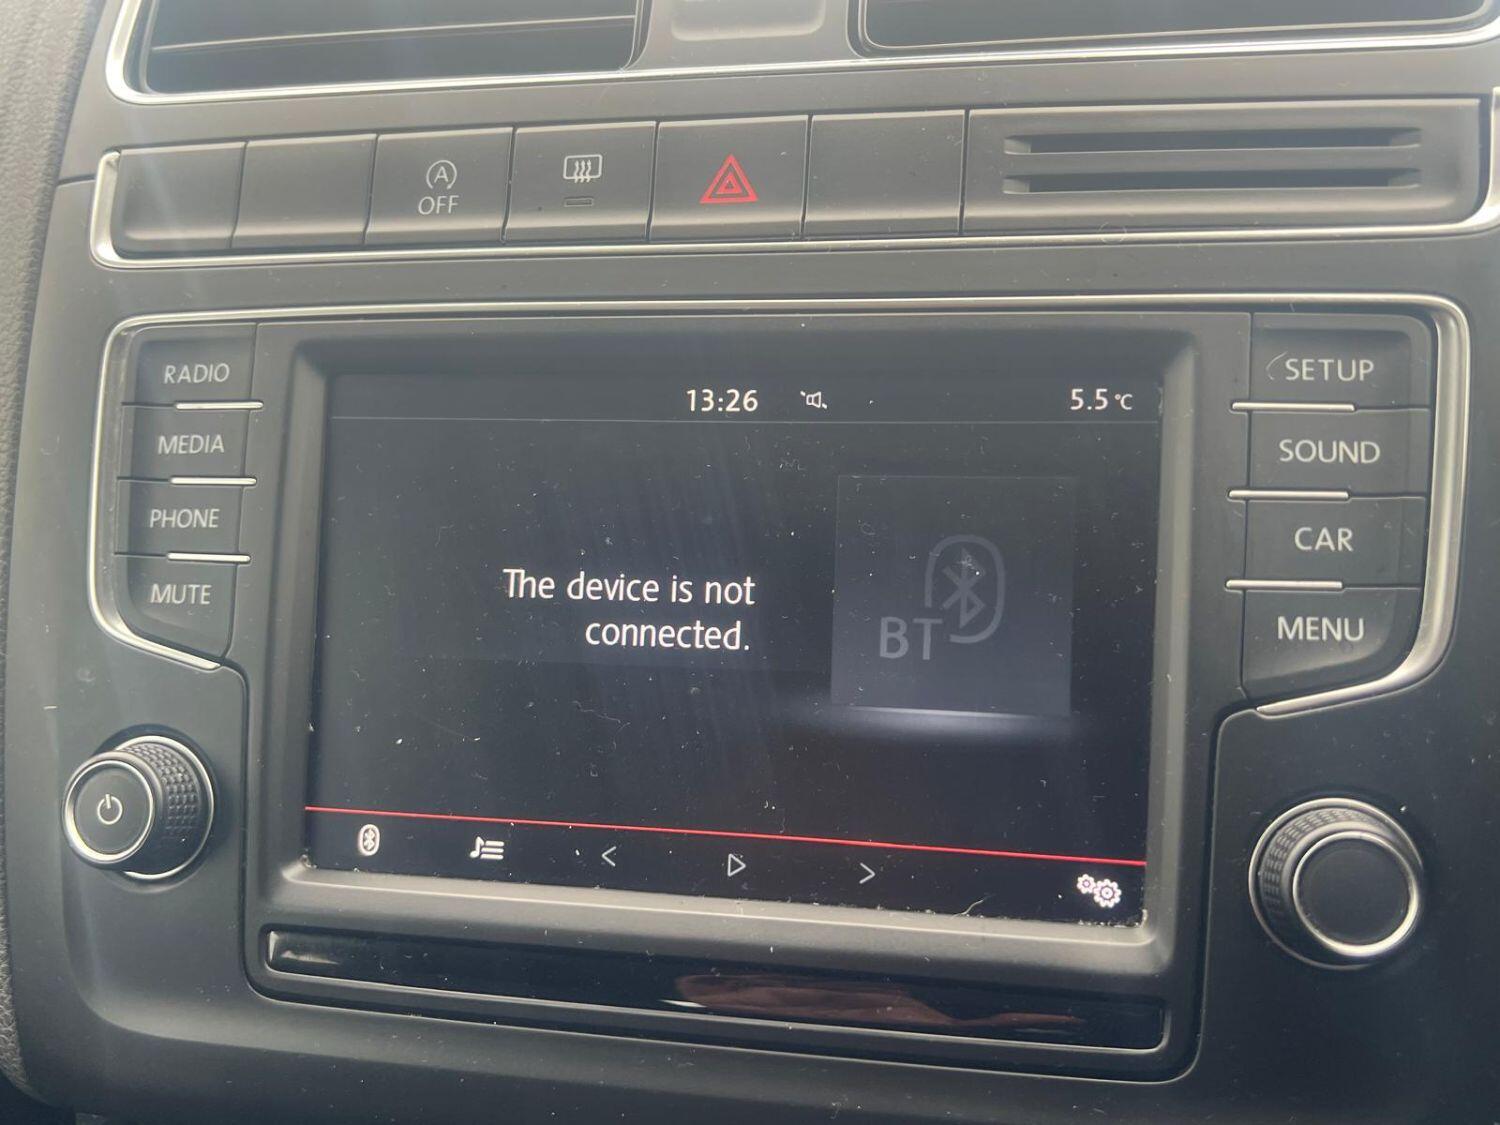 A
OFF
RADIO
MEDIA
PHONE
MUTE
13:26
5.5 °C
The device is not
connected.
BT
SETUP
SOUND
CAR
MENU